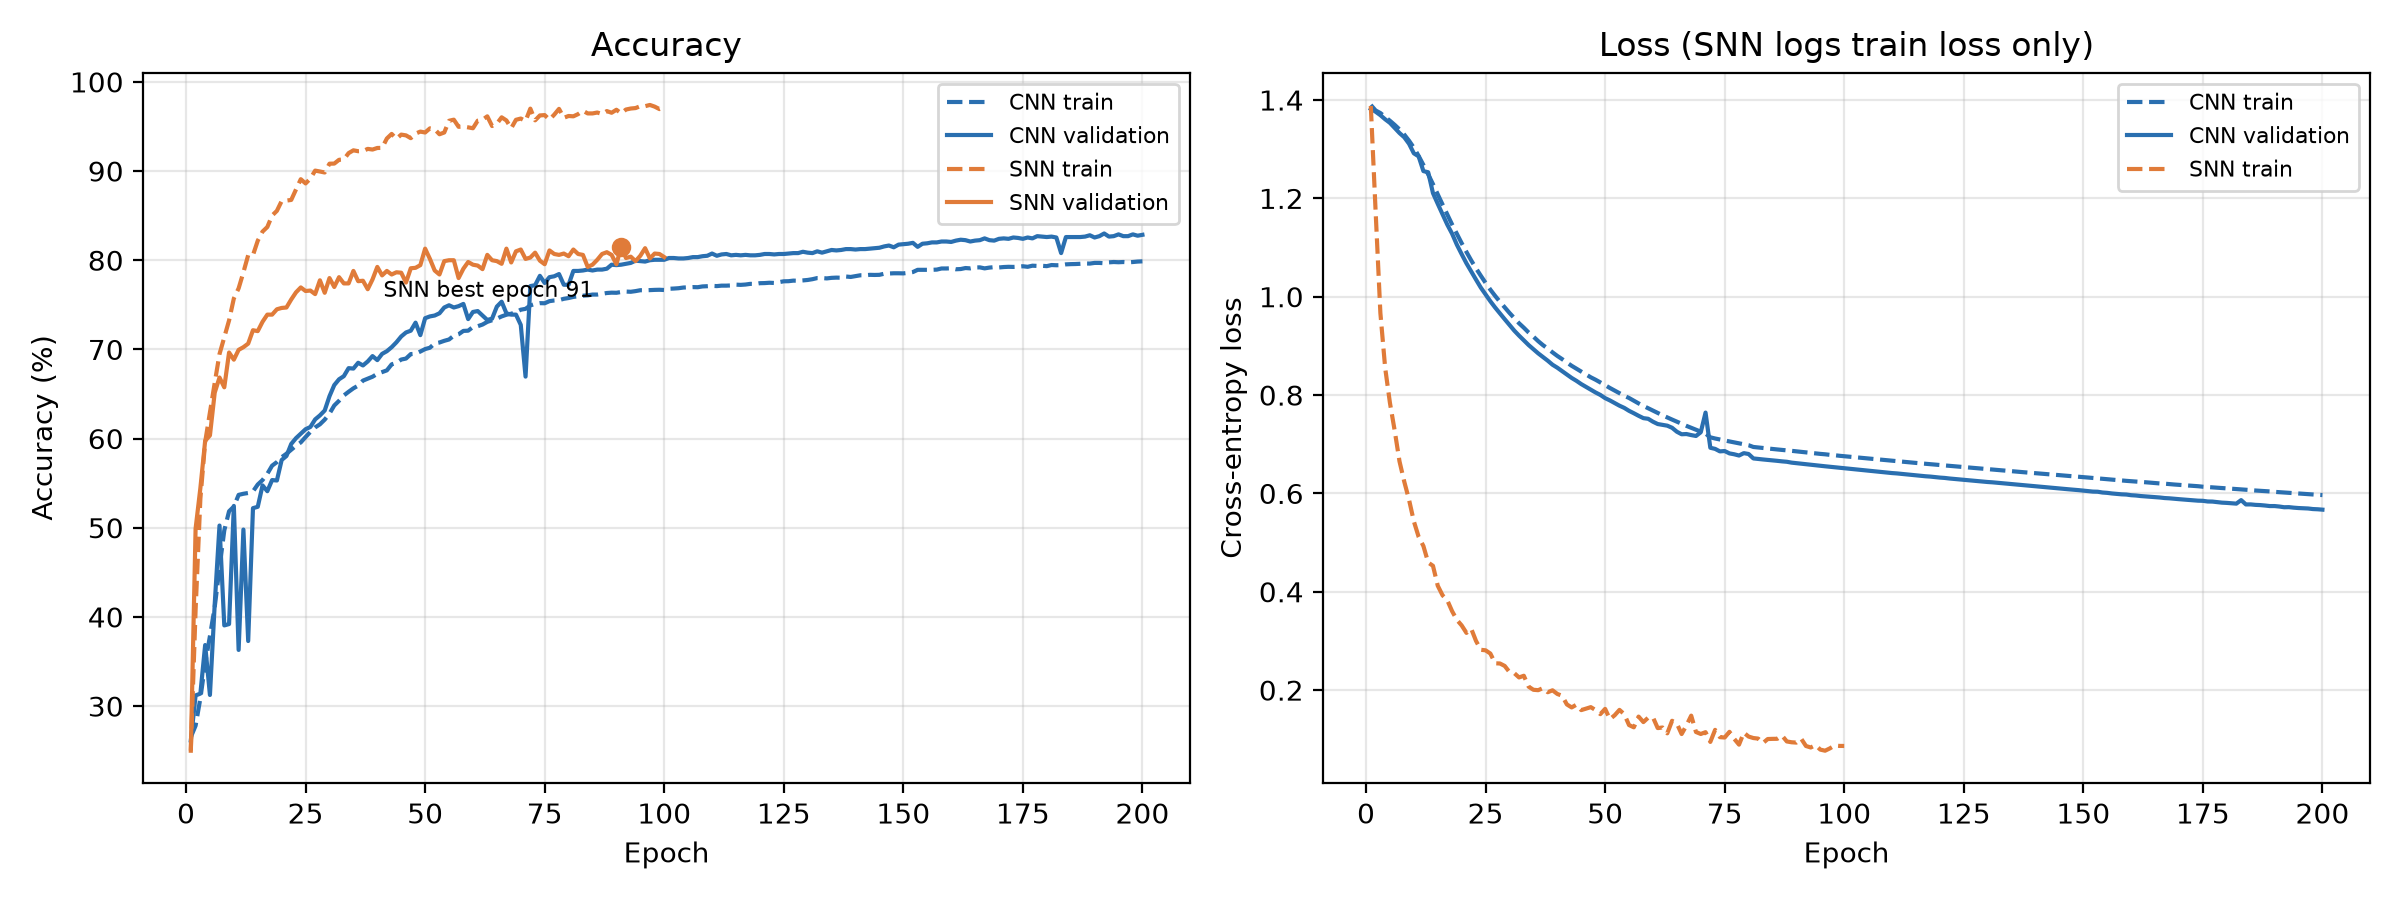 Accuracy
100
90
80
70
60
50
40
30
Accuracy (%)
CNN train
CNN validation
SNN train
SNN validation
SNN best epoch 91
0 25 50 75 100 125 150 175 200
Epoch
Loss (SNN logs train loss only)
1.4
1.2
1.0
0.8
0.6
0.4
0.2
Cross-entropy loss
CNN train
CNN validation
SNN train
0 25 50 75 100 125 150 175 200
Epoch